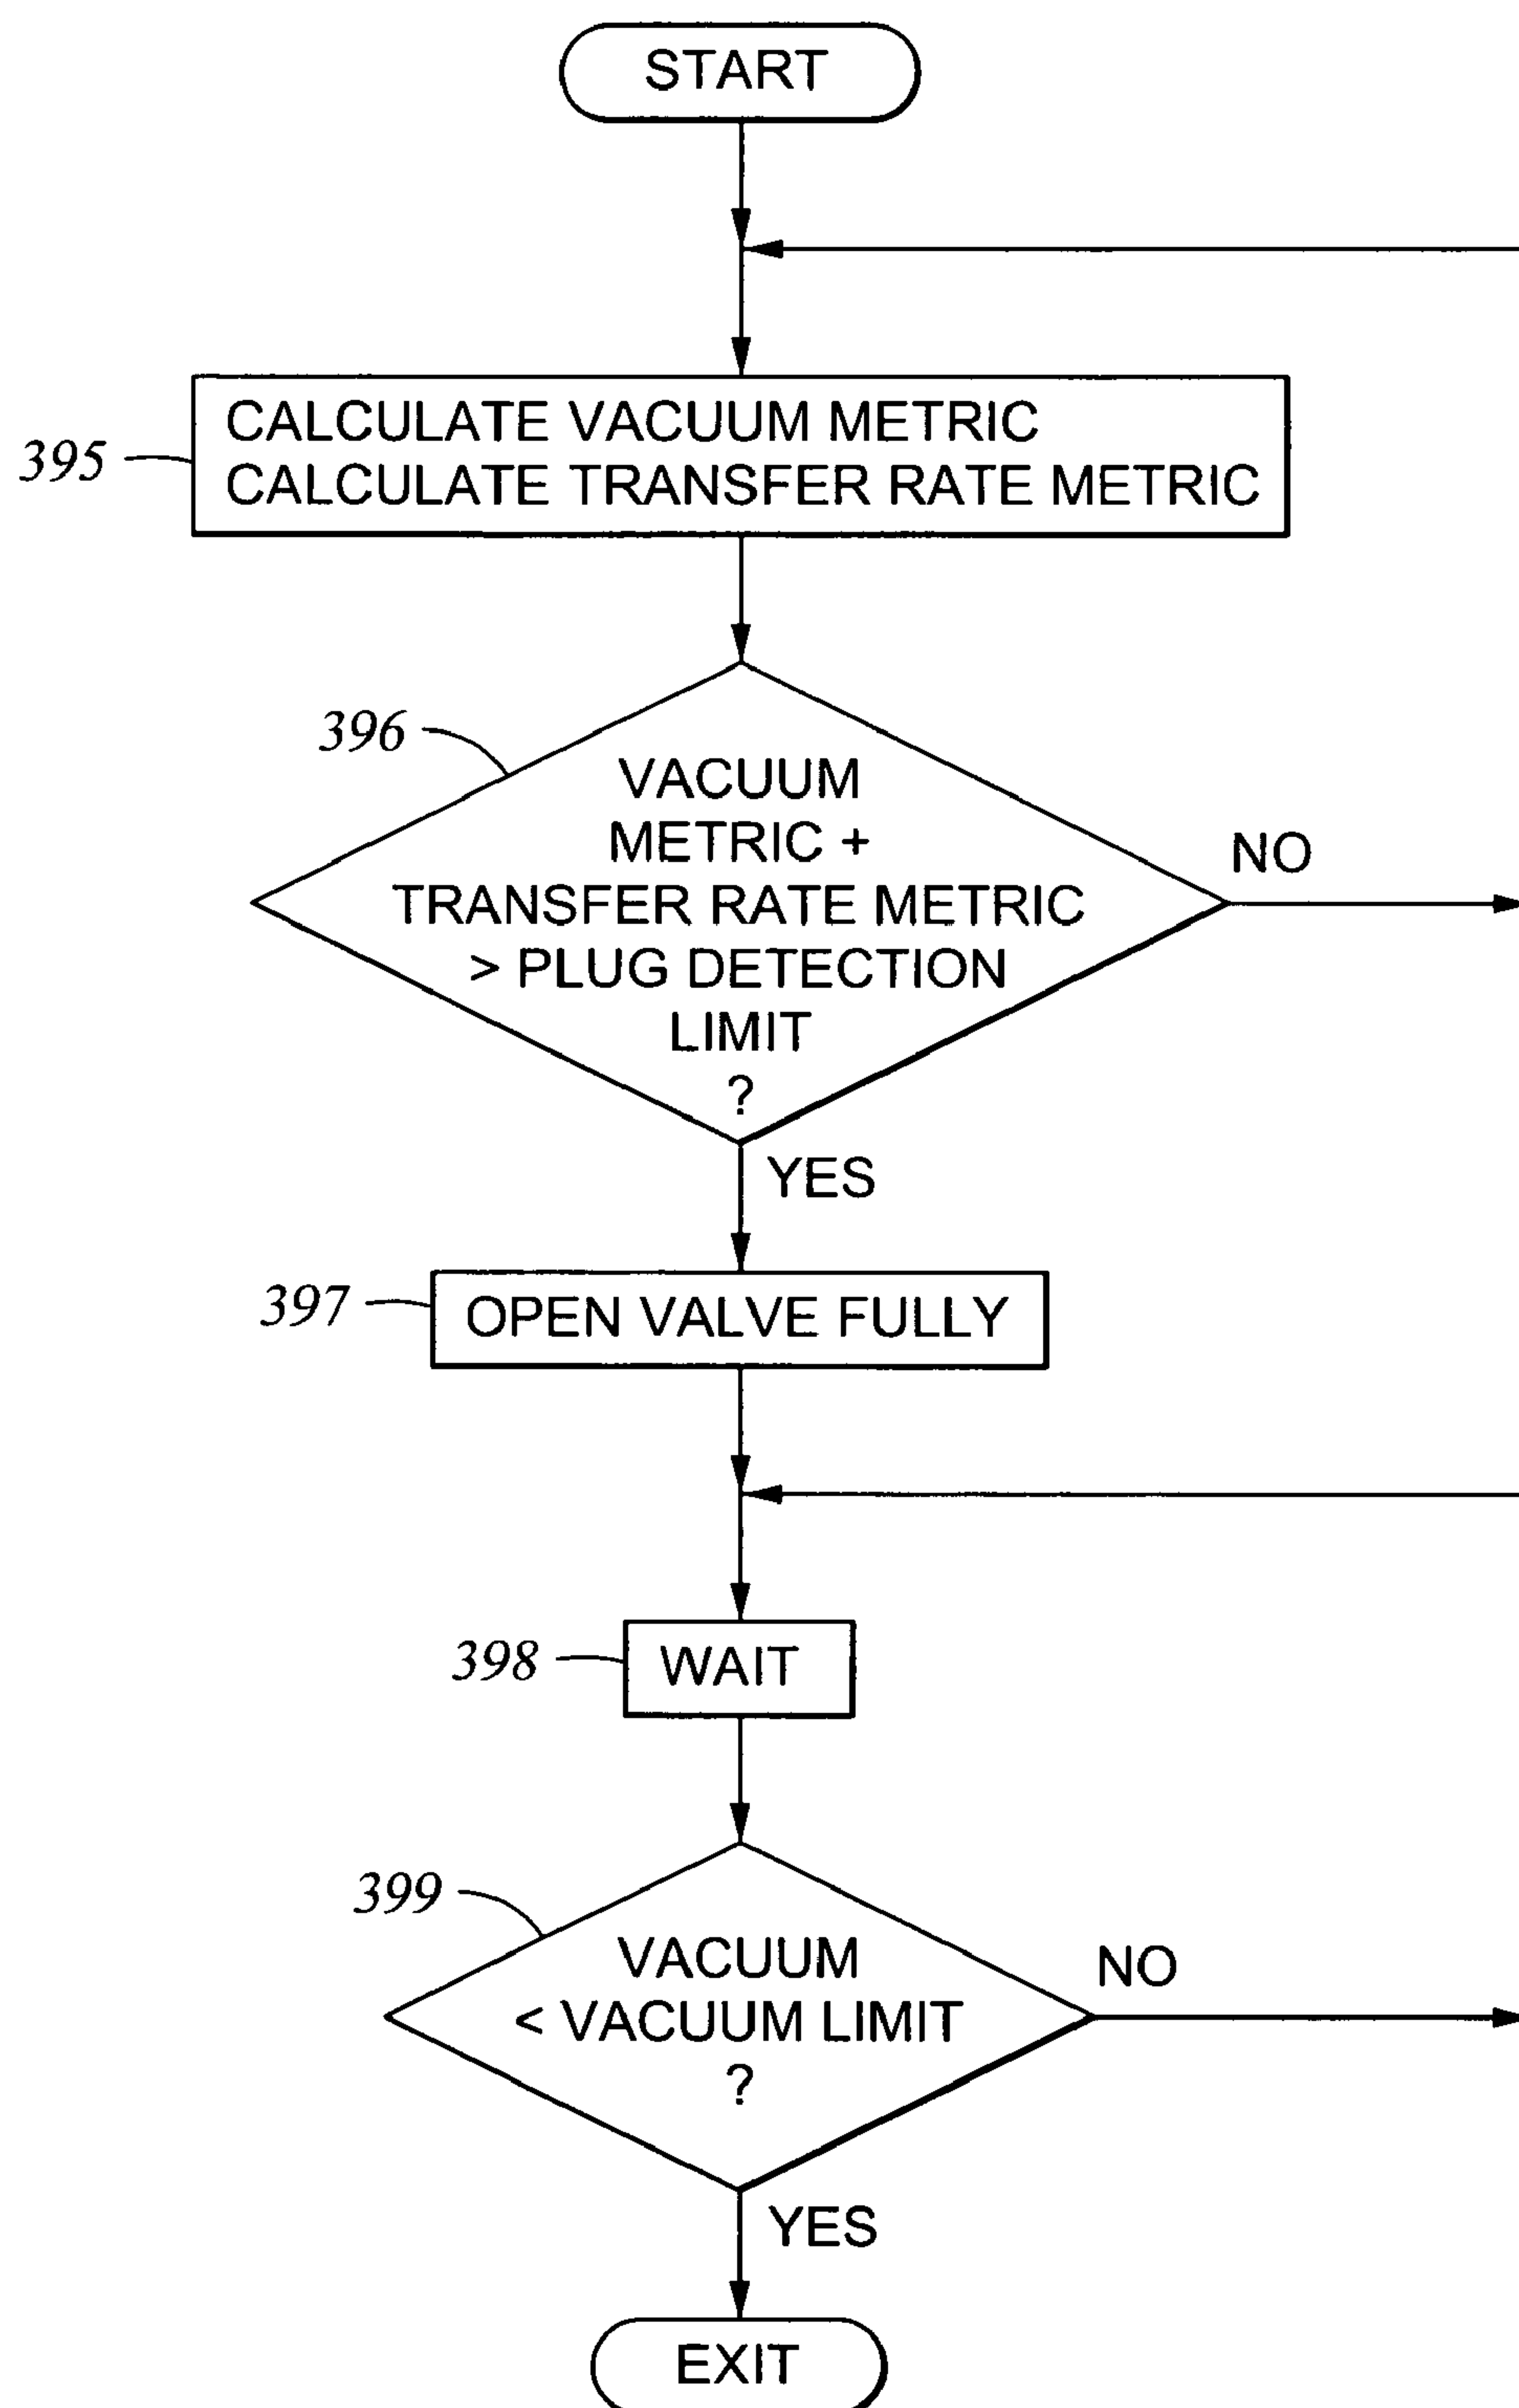 START
395
CALCULATE VACUUM METRIC
CALCULATE TRANSFER RATE METRIC
396
VACUUM
METRIC +
TRANSFER RATE METRIC
> PLUG DETECTION
LIMIT
?
NO
YES
397
OPEN VALVE FULLY
398
WAIT
399
VACUUM
< VACUUM LIMIT
?
NO
YES
EXIT